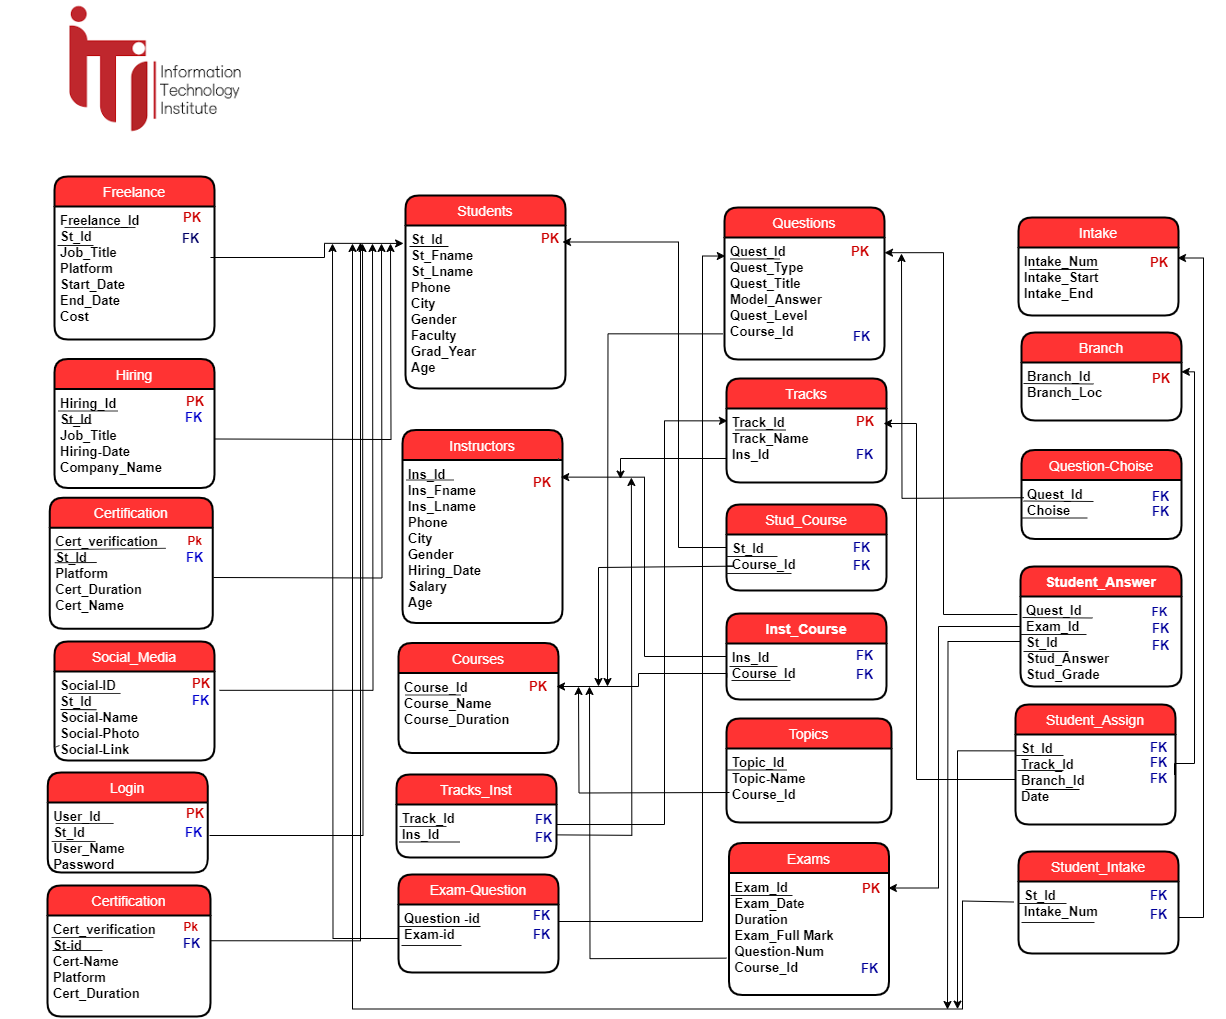 iTi
Information
Technology
Institute
Freelance
Freelance_Id PK
St_Id FK
Job_Title
Platform
Start_Date
End_Date
Cost
Hiring
Hiring_Id PK
St_Id FK
Job_Title
Hiring-Date
Company_Name
Certification
Cert_verification Pk
St_Id FK
Platform
Cert_Duration
Cert_Name
Social_Media
Social-ID PK
St_Id FK
Social-Name
Social-Photo
Social-Link
Login
User_Id PK
St_Id FK
User_Name
Password
Certification
Cert_verification Pk
St-id FK
Cert-Name
Platform
Cert_Duration
Students
St_Id PK
St_Fname
St_Lname
Phone
City
Gender
Faculty
Grad_Year
Age
Instructors
Ins_Id PK
Ins_Fname
Ins_Lname
Phone
City
Gender
Hiring_Date
Salary
Age
Courses
Course_Id PK
Course_Name
Course_Duration
Tracks_Inst
Track_Id FK
Ins_Id FK
Exam-Question
Question -id FK
Exam-id FK
Questions
Quest_Id PK
Quest_Type
Quest_Title
Model_Answer
Quest_Level
Course_Id FK
Tracks
Track_Id PK
Track_Name
Ins_Id FK
Stud_Course
St_Id FK
Course_Id FK
Inst_Course
Ins_Id FK
Course_Id FK
Topics
Topic_Id
Topic-Name
Course_Id
Exams
Exam_Id PK
Exam_Date
Duration
Exam_Full Mark
Question-Num
Course_Id FK
Intake
Intake_Num PK
Intake_Start
Intake_End
Branch
Branch_Id PK
Branch_Loc
Question-Choise
Quest_Id FK
Choise FK
Student_Answer
Quest_Id FK
Exam_Id FK
St_Id FK
Stud_Answer
Stud_Grade
Student_Assign
St_Id FK
Track_Id FK
Branch_Id FK
Date
Student_Intake
St_Id FK
Intake_Num FK